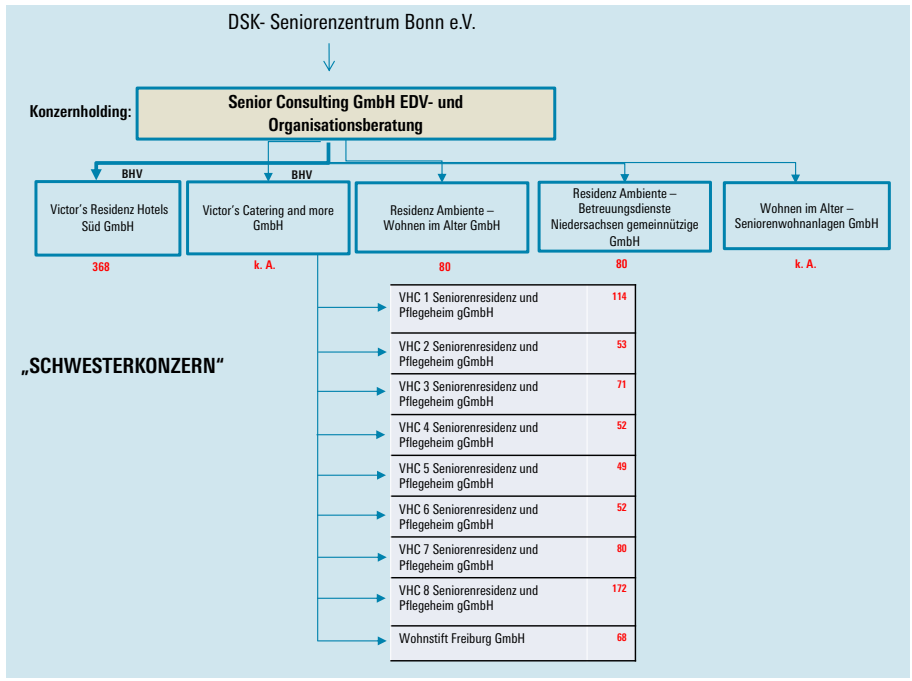 DSK- Seniorenzentrum Bonn e.V.
Konzernholding:
Senior Consulting GmbH EDV- und
Organisationsberatung
BHV
BHV
Victor's Residenz Hotels
Süd GmbH
Victor's Catering and more
GmbH
Residenz Ambiente –
Wohnen im Alter GmbH
Residenz Ambiente –
Betreuungsdienste
Niedersachsen gemeinnützige
GmbH
Wohnen im Alter –
Seniorenwohnanlagen GmbH
368
k. A.
80
80
k. A.
„SCHWESTERKONZERN“
VHC 1 Seniorenresidenz und 114
Pflegeheim gGmbH
VHC 2 Seniorenresidenz und 53
Pflegeheim gGmbH
VHC 3 Seniorenresidenz und 71
Pflegeheim gGmbH
VHC 4 Seniorenresidenz und 52
Pflegeheim gGmbH
VHC 5 Seniorenresidenz und 49
Pflegeheim gGmbH
VHC 6 Seniorenresidenz und 52
Pflegeheim gGmbH
VHC 7 Seniorenresidenz und 80
Pflegeheim gGmbH
VHC 8 Seniorenresidenz und 172
Pflegeheim gGmbH
Wohnstift Freiburg GmbH 68